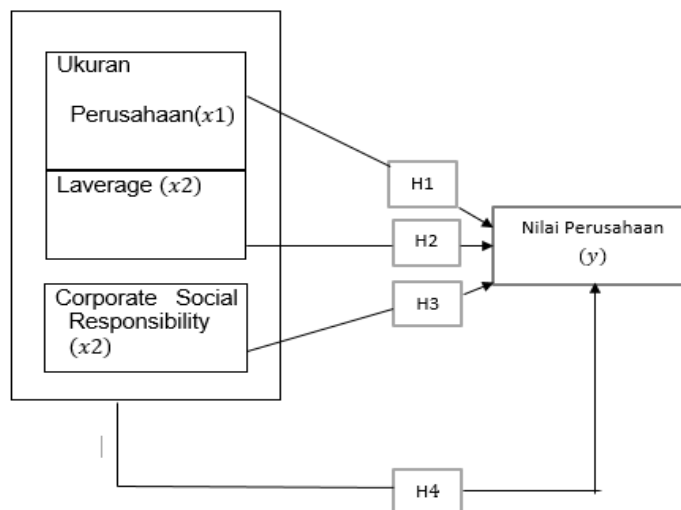 Ukuran
Perusahaan(x1)
Laverage (x2)
Corporate Social
Responsibility
(x2)
H1
H2
H3
H4
Nilai Perusahaan
(y)